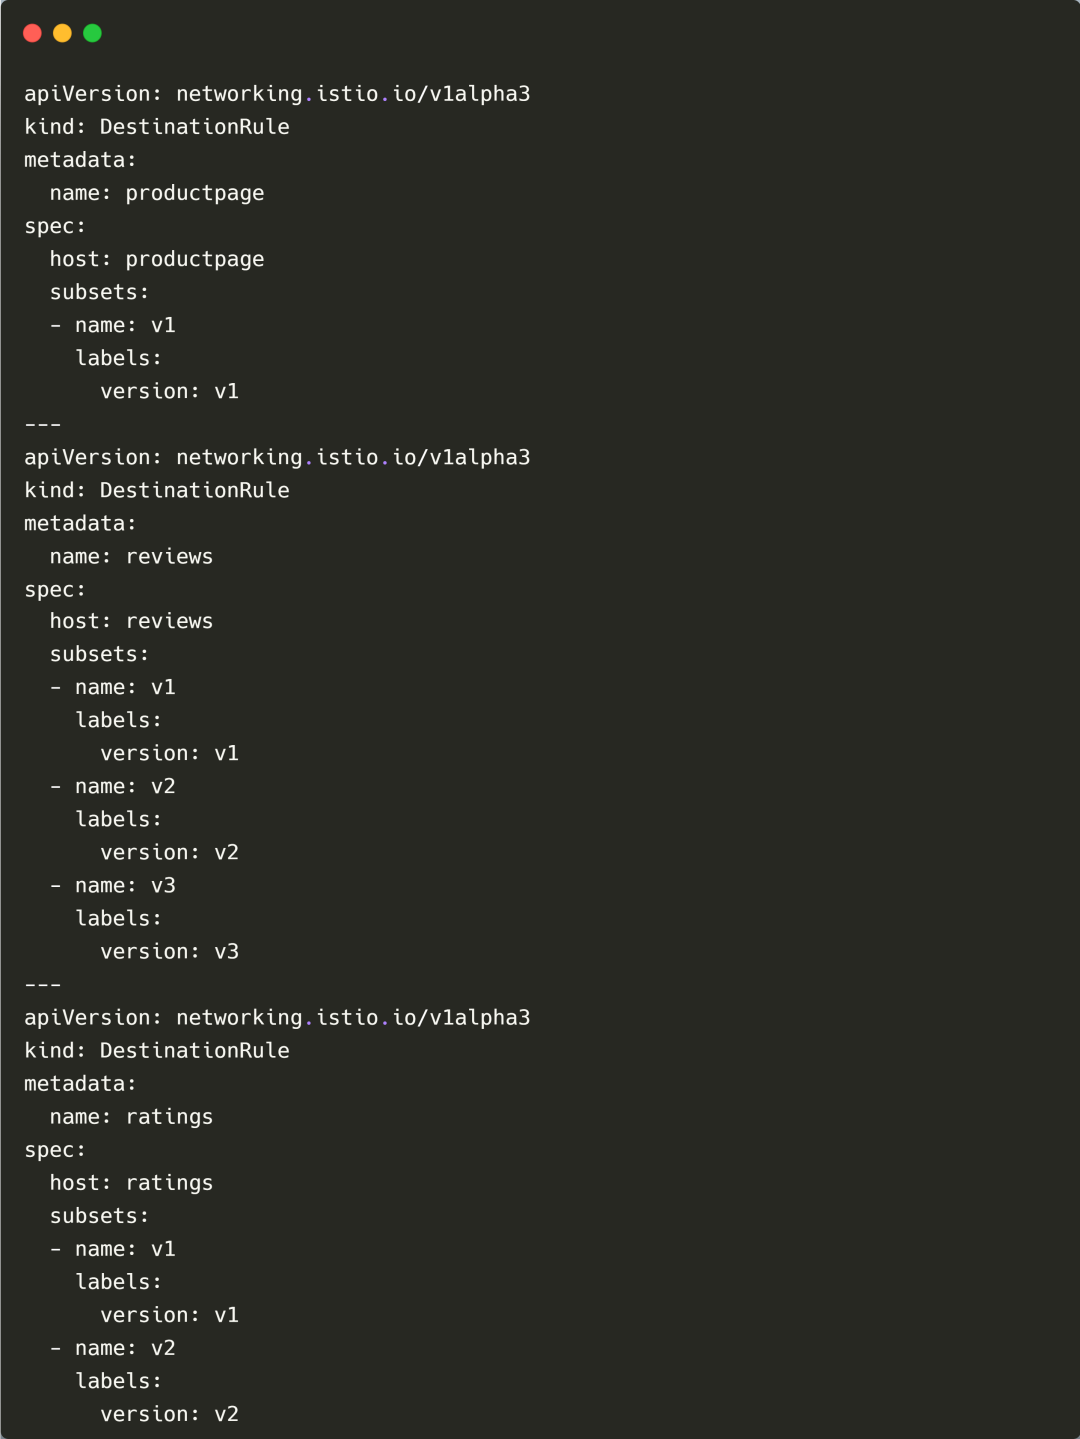 apiVersion: networking.istio.io/v1alpha3
kind: DestinationRule
metadata:
  name: productpage
spec:
  host: productpage
  subsets:
  - name: v1
    labels:
      version: v1
---
apiVersion: networking.istio.io/v1alpha3
kind: DestinationRule
metadata:
  name: reviews
spec:
  host: reviews
  subsets:
  - name: v1
    labels:
      version: v1
  - name: v2
    labels:
      version: v2
  - name: v3
    labels:
      version: v3
---
apiVersion: networking.istio.io/v1alpha3
kind: DestinationRule
metadata:
  name: ratings
spec:
  host: ratings
  subsets:
  - name: v1
    labels:
      version: v1
  - name: v2
    labels:
      version: v2